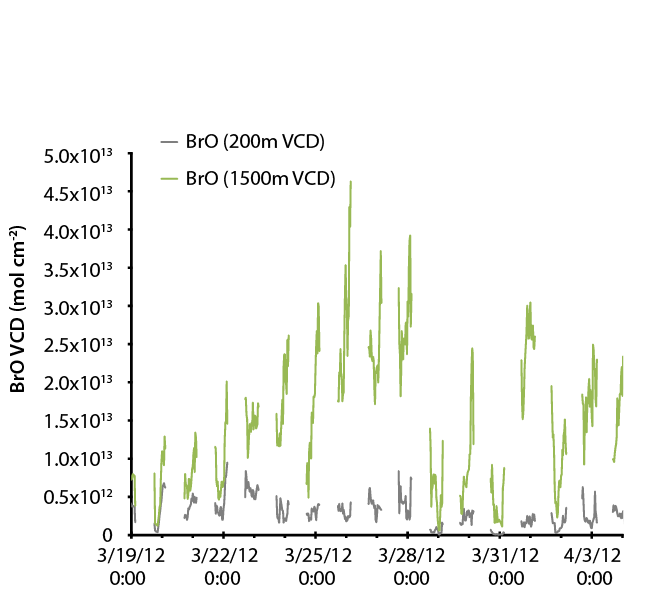 BrO (200m VCD)
BrO (1500m VCD)
BrO VCD (mol cm⁻²)
5.0x10¹³
4.5x10¹³
4.0x10¹³
3.5x10¹³
3.0x10¹³
2.5x10¹³
2.0x10¹³
1.5x10¹³
1.0x10¹³
0.5x10¹²
0
3/19/12 3/22/12 3/25/12 3/28/12 3/31/12 4/3/12
0:00 0:00 0:00 0:00 0:00 0:00